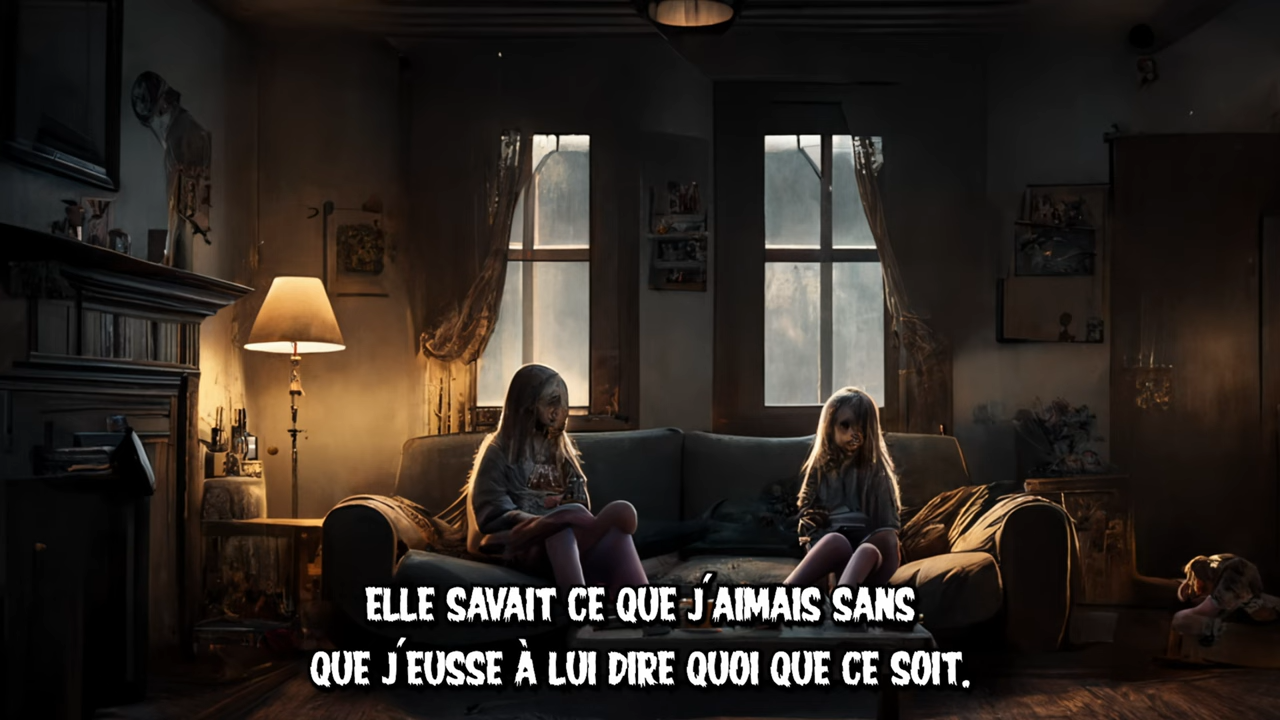 ELLE SAVAIT CE QUE J'AIMAIS SANS
QUE J'EUSSE À LUI DIRE QUOI QUE CE SOIT.